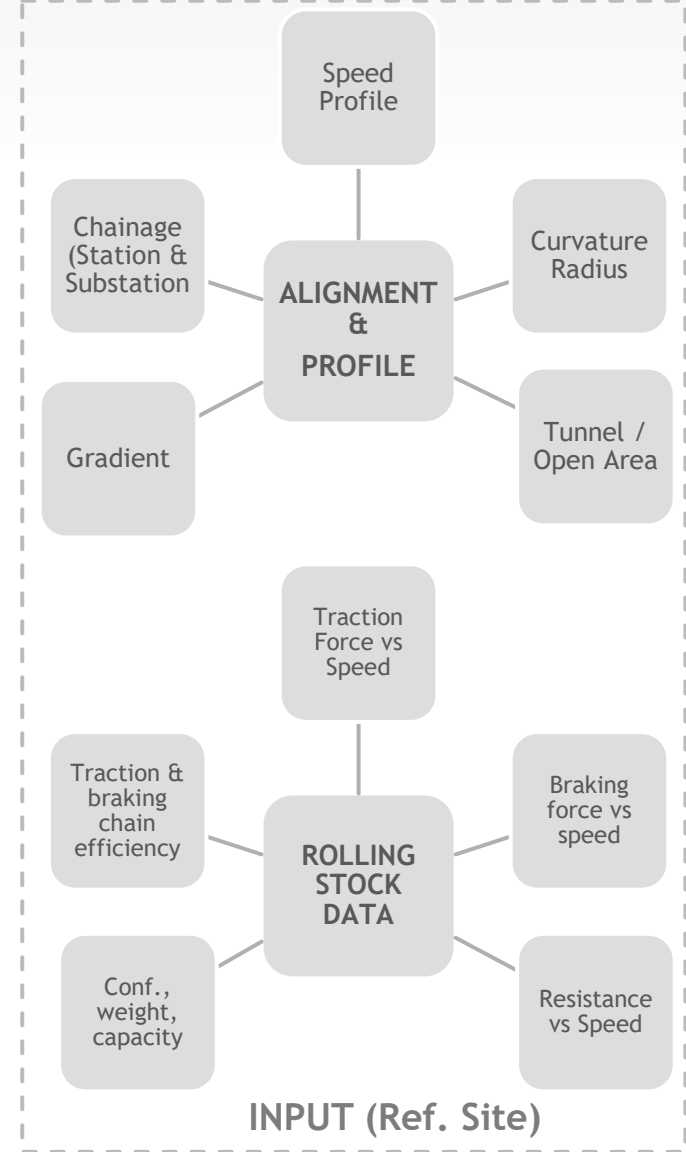 Speed
Profile
Chainage
(Station &
Substation
Curvature
Radius
ALIGNMENT
&
PROFILE
Gradient
Tunnel /
Open Area
Traction
Force vs
Speed
Traction &
braking
chain
efficiency
Braking
force vs
speed
ROLLING
STOCK
DATA
Conf.,
weight,
capacity
Resistance
vs Speed
INPUT (Ref. Site)